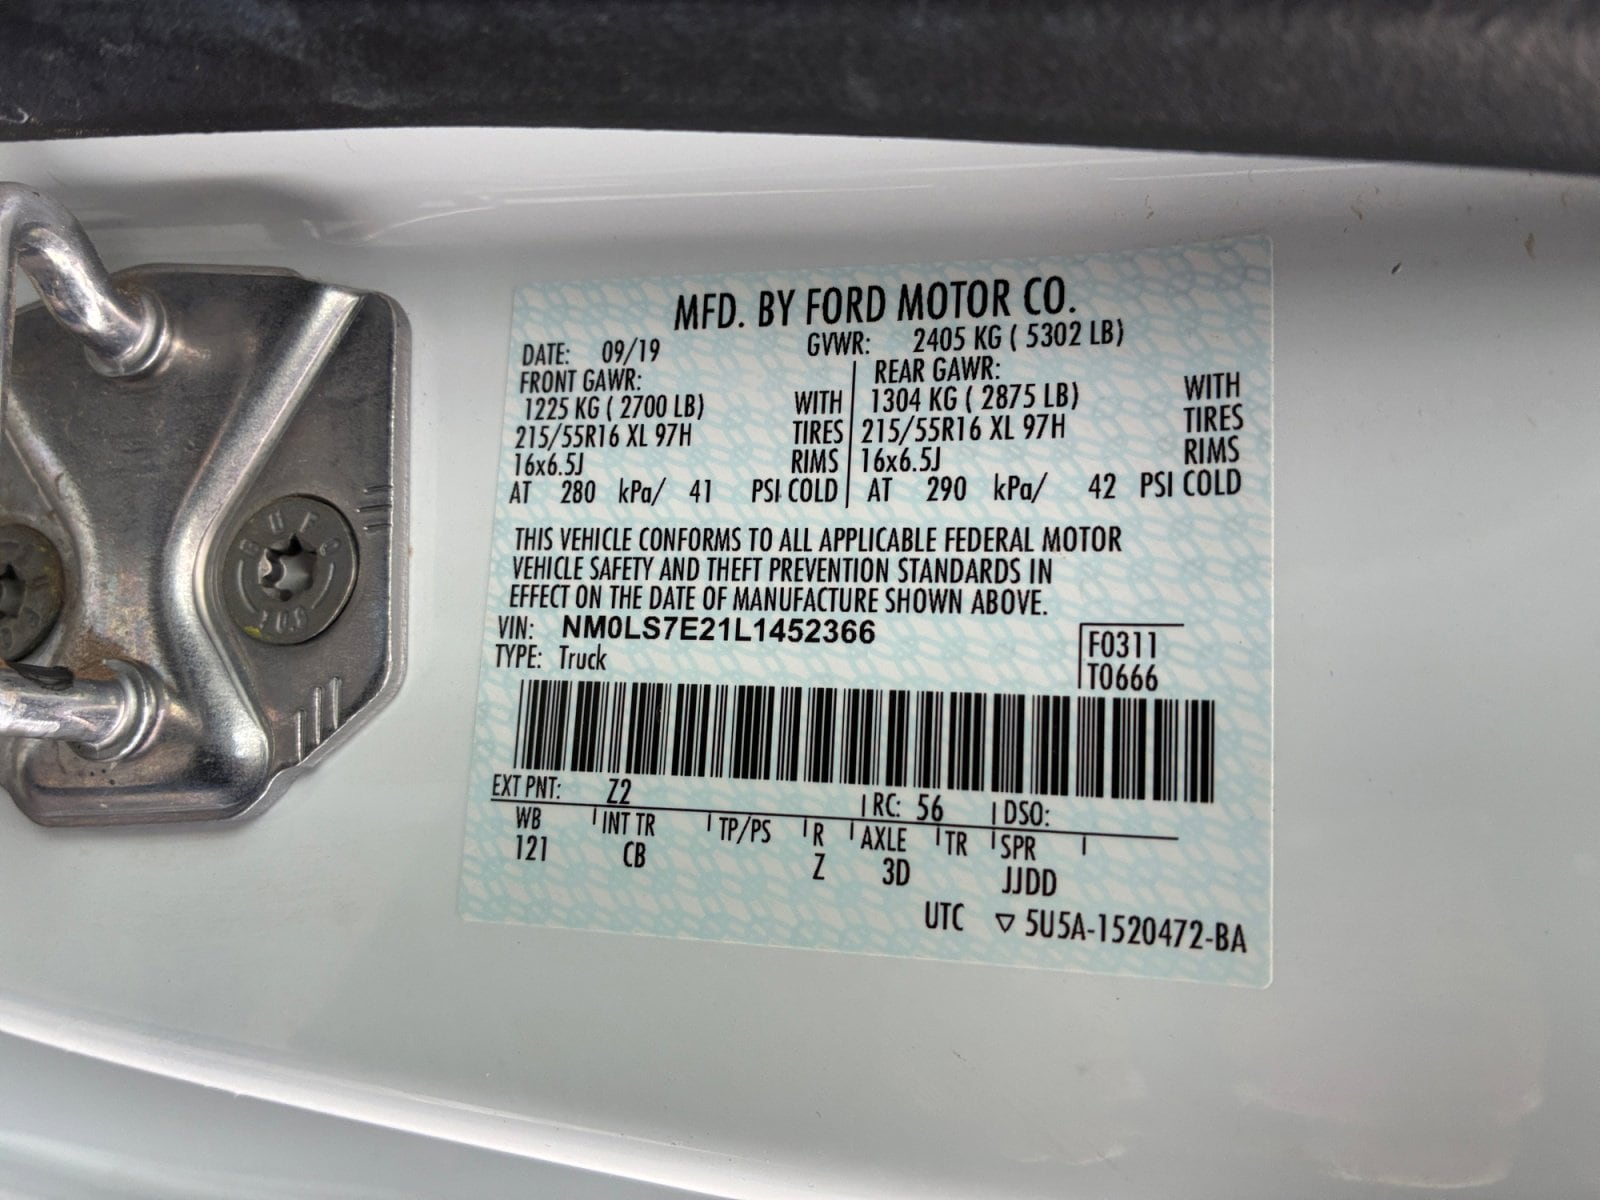 MFD. BY FORD MOTOR CO.
DATE: 09/19 GVWR: 2405 KG ( 5302 LB)
FRONT GAWR: REAR GAWR:
1225 KG ( 2700 LB) WITH 1304 KG ( 2875 LB) WITH
215/55R16 XL 97H TIRES 215/55R16 XL 97H TIRES
16x6.5J RIMS 16x6.5J RIMS
AT 280 kPa/ 41 PSI COLD AT 290 kPa/ 42 PSI COLD
THIS VEHICLE CONFORMS TO ALL APPLICABLE FEDERAL MOTOR
VEHICLE SAFETY AND THEFT PREVENTION STANDARDS IN
EFFECT ON THE DATE OF MANUFACTURE SHOWN ABOVE.
VIN: NM0LS7E21L1452366 F0311
TYPE: Truck T0666
EXT PNT: Z2 RC: 56 DSO:
WB INT TR TP/PS R AXLE TR SPR
121 CB Z 3D JJDD
UTC ▽ 5U5A-1520472-BA